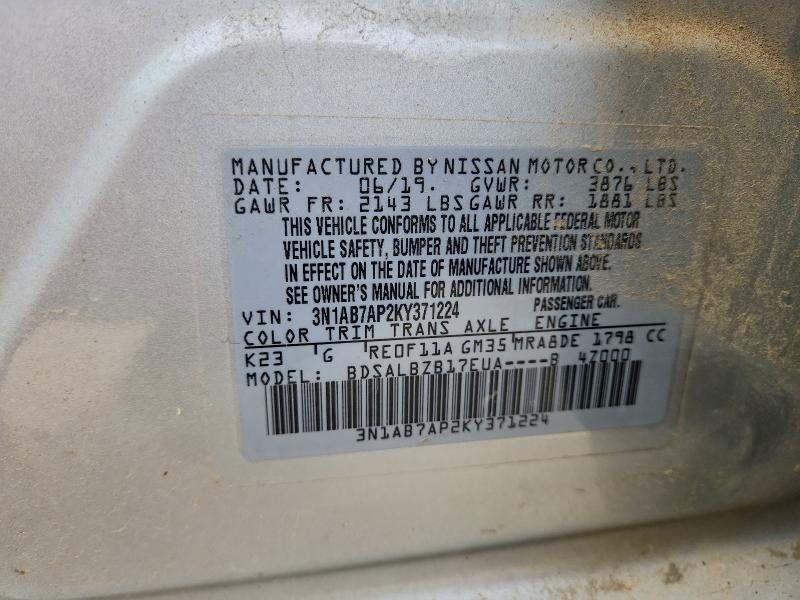 MANUFACTURED BY NISSAN MOTOR CO., LTD.
DATE: 06/19. GVWR: 3876 LBS
GAWR FR: 2143 LBS GAWR RR: 1881 LBS
THIS VEHICLE CONFORMS TO ALL APPLICABLE FEDERAL MOTOR
VEHICLE SAFETY, BUMPER AND THEFT PREVENTION STANDARDS
IN EFFECT ON THE DATE OF MANUFACTURE SHOWN ABOVE.
SEE OWNER'S MANUAL FOR ADDITIONAL INFORMATION.
VIN: 3N1AB7AP2KY371224 PASSENGER CAR.
COLOR TRIM TRANS AXLE ENGINE
K23 G RE0F11A GM35 MRA8DE 1798 CC
MODEL: BDSALBZB17EUA----B 4Z000
3N1AB7AP2KY371224